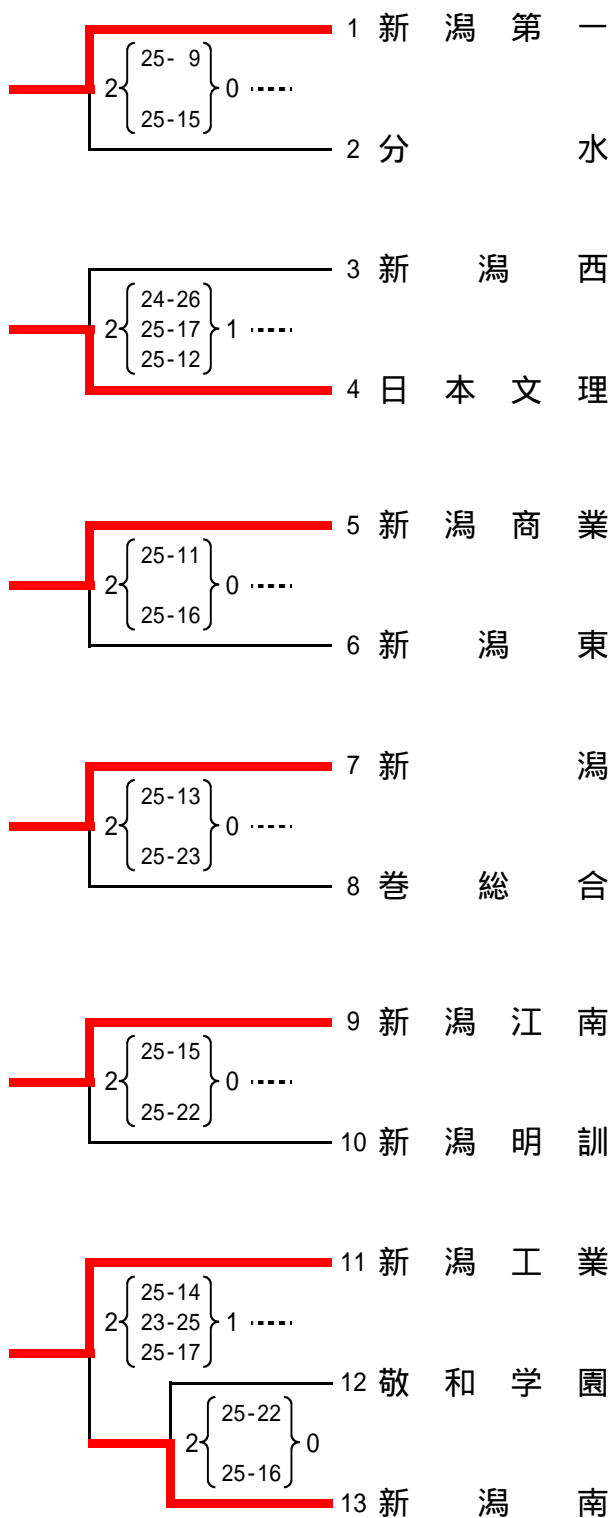 1 新潟第一
2 { 25- 9 } 0 ……
25-15
2 分水
3 新潟西
24-26
2 { 25-17 } 1 ……
25-12
4 日本文理
5 新潟商業
25-11
2 { } 0 ……
25-16
6 新潟東
7 新潟
25-13
2 { } 0 ……
25-23
8 巻総合
9 新潟江南
25-15
2 { } 0 ……
25-22
10 新潟明訓
11 新潟工業
25-14
2 { 23-25 } 1 ……
25-17
12 敬和学園
25-22
2 { } 0
25-16
13 新潟南